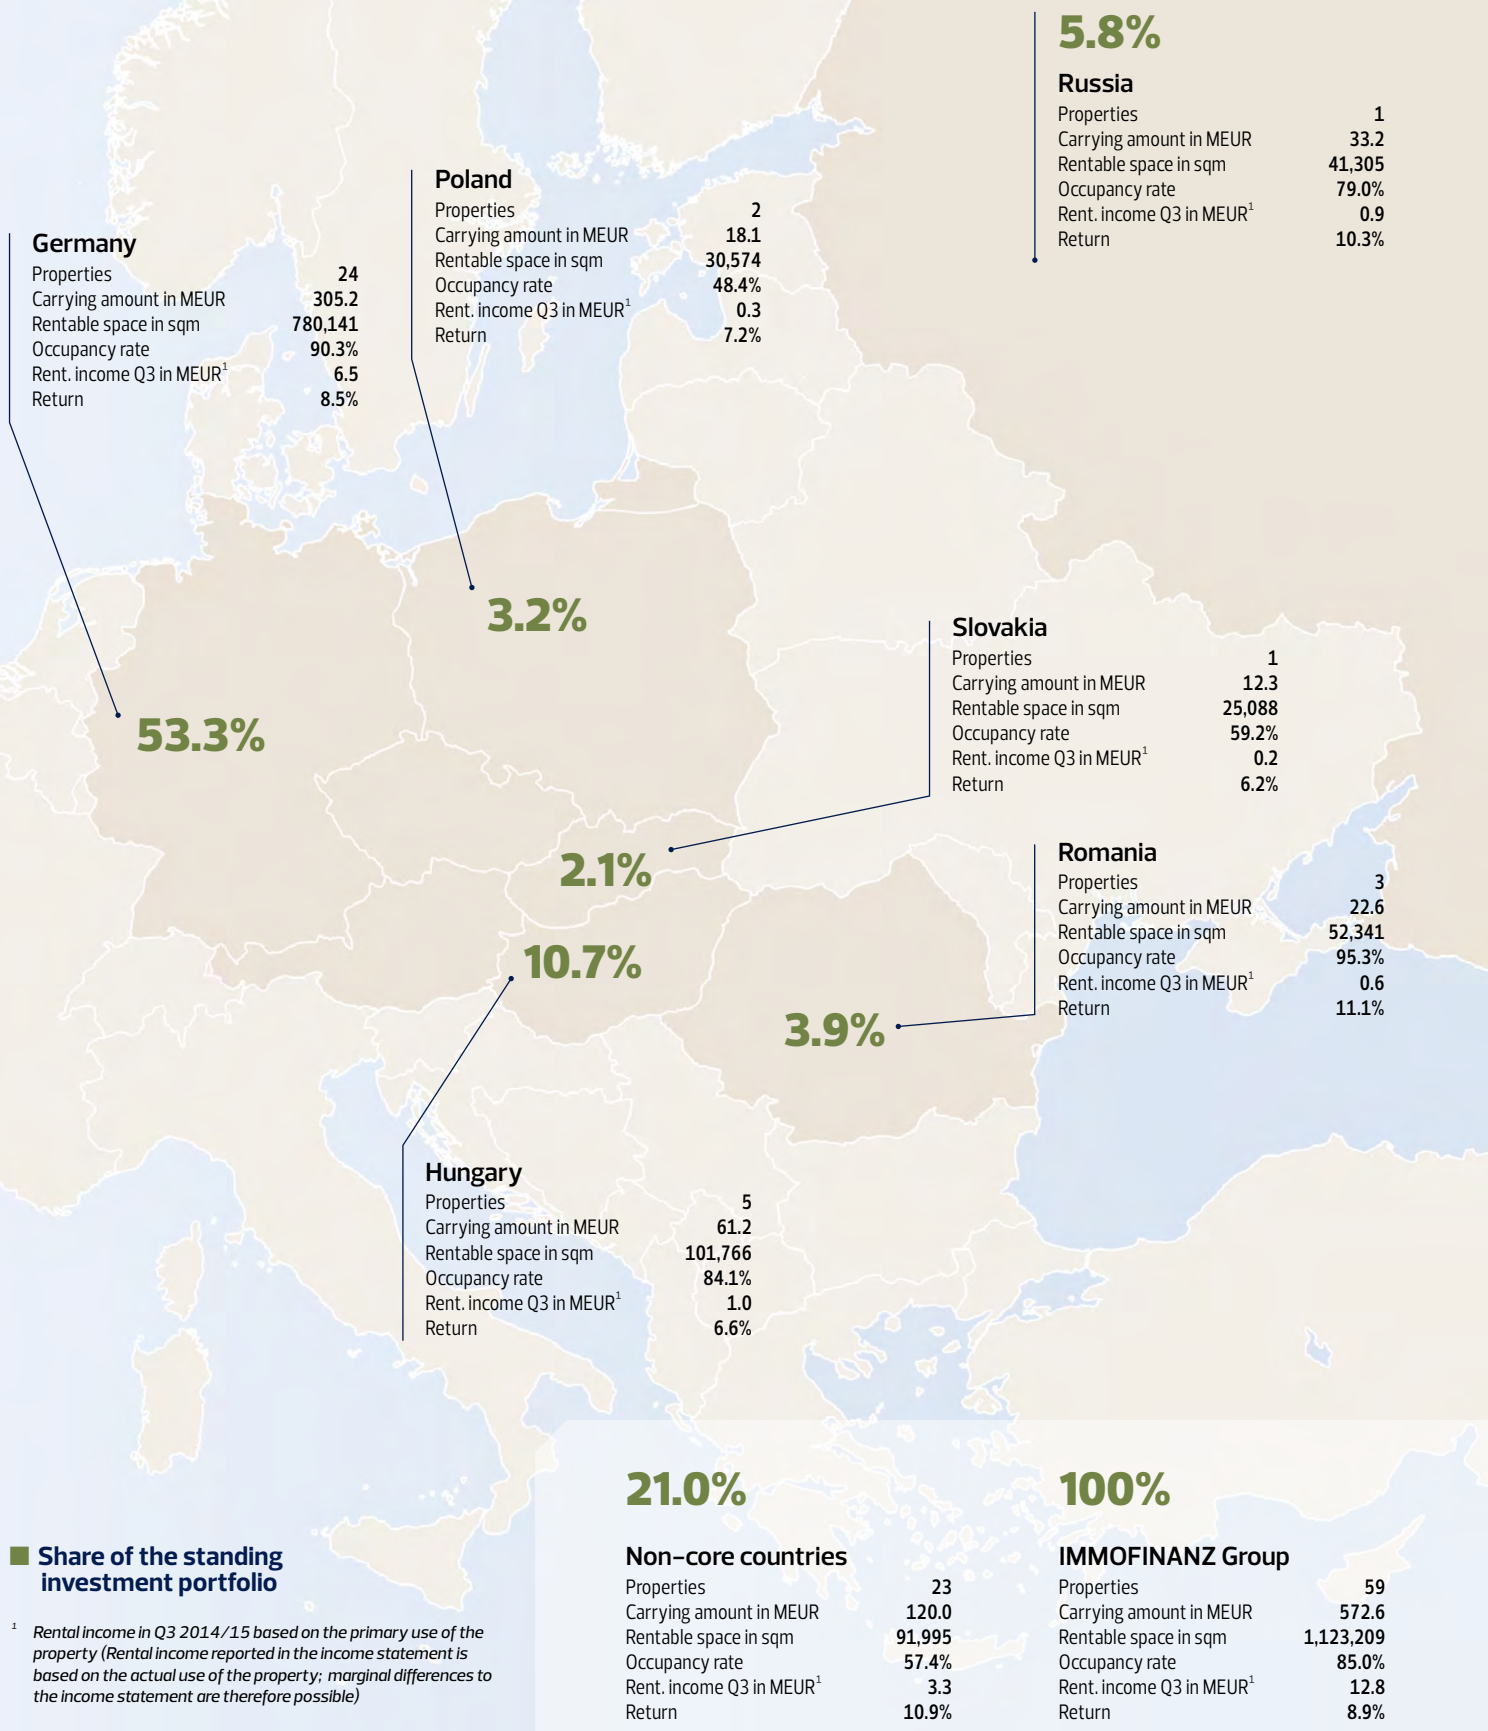 5.8%
Russia
Properties 1
Carrying amount in MEUR 33.2
Rentable space in sqm 41,305
Occupancy rate 79.0%
Rent. income Q3 in MEUR¹ 0.9
Return 10.3%
Poland
Properties 2
Carrying amount in MEUR 18.1
Rentable space in sqm 30,574
Occupancy rate 48.4%
Rent. income Q3 in MEUR¹ 0.3
Return 7.2%
Germany
Properties 24
Carrying amount in MEUR 305.2
Rentable space in sqm 780,141
Occupancy rate 90.3%
Rent. income Q3 in MEUR¹ 6.5
Return 8.5%
3.2%
53.3%
Slovakia
Properties 1
Carrying amount in MEUR 12.3
Rentable space in sqm 25,088
Occupancy rate 59.2%
Rent. income Q3 in MEUR¹ 0.2
Return 6.2%
2.1%
Romania
Properties 3
Carrying amount in MEUR 22.6
Rentable space in sqm 52,341
Occupancy rate 95.3%
Rent. income Q3 in MEUR¹ 0.6
Return 11.1%
10.7%
3.9%
Hungary
Properties 5
Carrying amount in MEUR 61.2
Rentable space in sqm 101,766
Occupancy rate 84.1%
Rent. income Q3 in MEUR¹ 1.0
Return 6.6%
21.0%
Non-core countries
Properties 23
Carrying amount in MEUR 120.0
Rentable space in sqm 91,995
Occupancy rate 57.4%
Rent. income Q3 in MEUR¹ 3.3
Return 10.9%
100%
IMMOFINANZ Group
Properties 59
Carrying amount in MEUR 572.6
Rentable space in sqm 1,123,209
Occupancy rate 85.0%
Rent. income Q3 in MEUR¹ 12.8
Return 8.9%
Share of the standing
investment portfolio
¹ Rental income in Q3 2014/15 based on the primary use of the
property (Rental income reported in the income statement is
based on the actual use of the property; marginal differences to
the income statement are therefore possible)